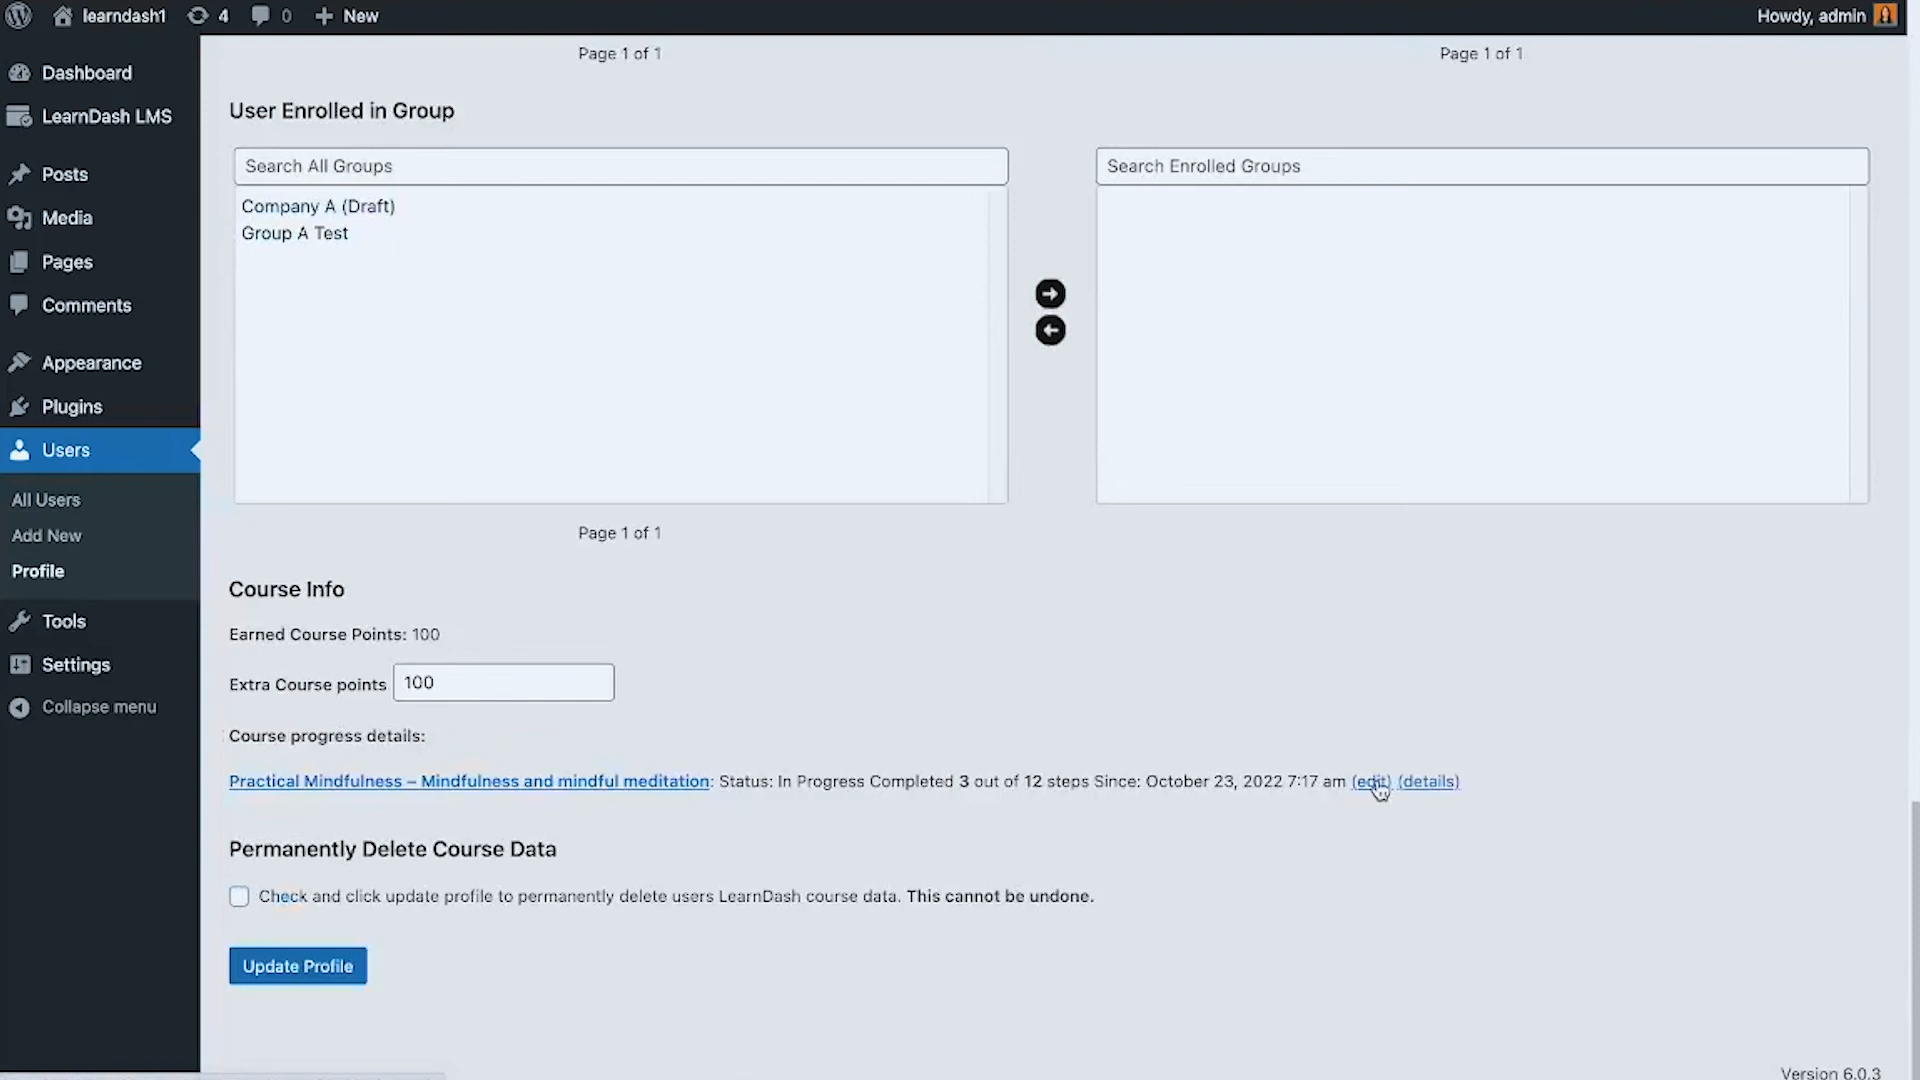 learndash1 4 0 New Howdy, admin
Dashboard
LearnDash LMS
Posts
Media
Pages
Comments
Appearance
Plugins
Users
All Users
Add New
Profile
Tools
Settings
Collapse menu
Page 1 of 1 Page 1 of 1
User Enrolled in Group
Search All Groups
Company A (Draft)
Group A Test
Search Enrolled Groups
Page 1 of 1
Course Info
Earned Course Points: 100
Extra Course points 100
Course progress details:
Practical Mindfulness – Mindfulness and mindful meditation: Status: In Progress Completed 3 out of 12 steps Since: October 23, 2022 7:17 am (edit) (details)
Permanently Delete Course Data
Check and click update profile to permanently delete users LearnDash course data. This cannot be undone.
Update Profile
Version 6.0.3